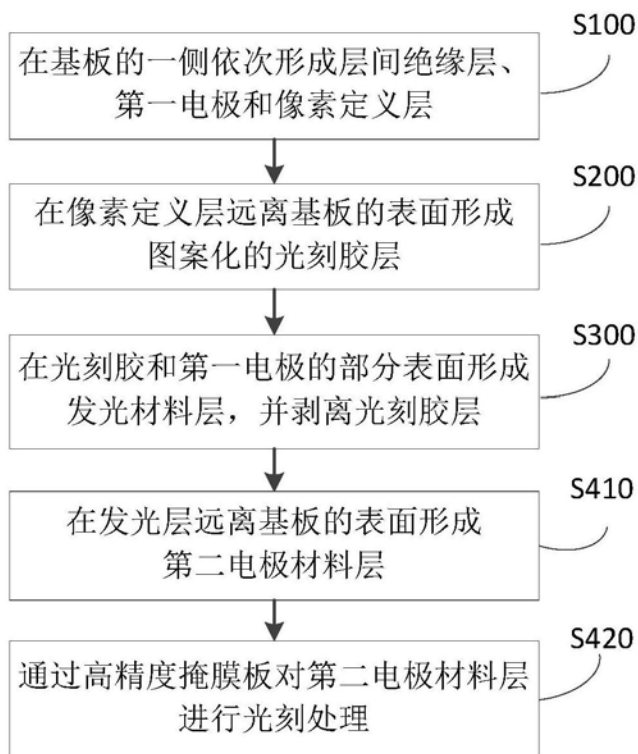 S100
在基板的一侧依次形成层间绝缘层、
第一电极和像素定义层
S200
在像素定义层远离基板的表面形成
图案化的光刻胶层
S300
在光刻胶和第一电极的部分表面形成
发光材料层，并剥离光刻胶层
S410
在发光层远离基板的表面形成
第二电极材料层
S420
通过高精度掩膜板对第二电极材料层
进行光刻处理